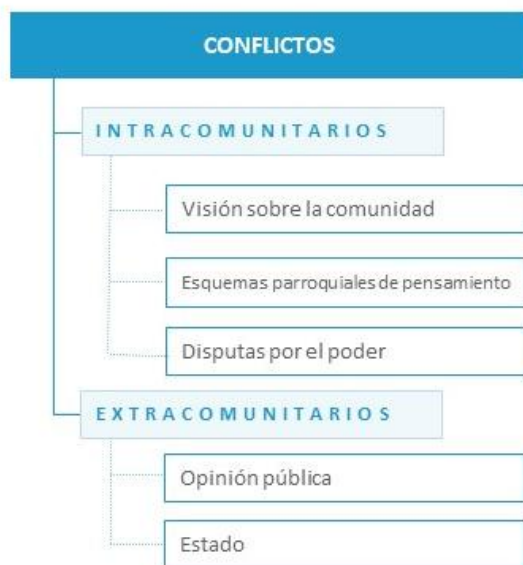 CONFLICTOS
INTRACOMUNITARIOS
Visión sobre la comunidad
Esquemas parroquiales de pensamiento
Disputas por el poder
EXTRACOMUNITARIOS
Opinión pública
Estado